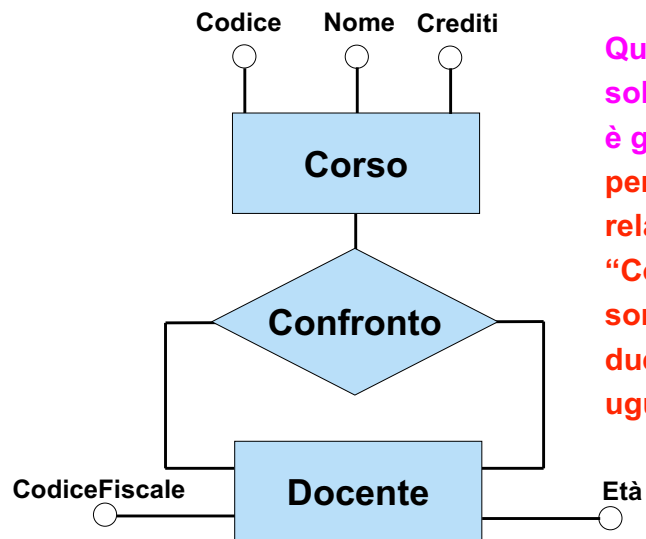 Codice Nome Crediti
Corso
Confronto
Docente
CodiceFiscale
Età
è